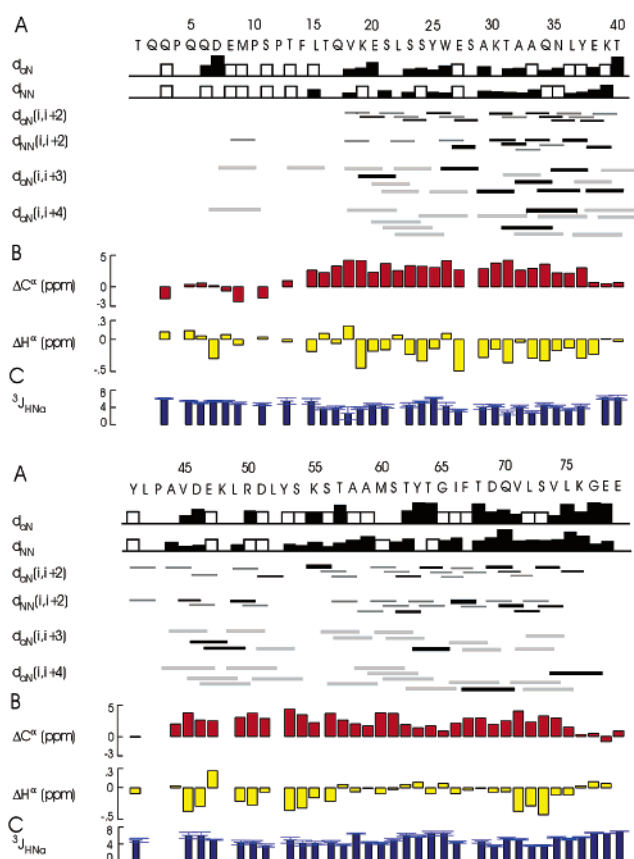 A
5 10 15 20 25 30 35 40
T Q Q P Q Q D E M P S P T F L T Q V K E S L S S Y W E S A K T A A Q N L Y E K T
dαN
dNN
dαN(i,i+2)
dNN(i,i+2)
dαN(i,i+3)
dαN(i,i+4)
B
5
ΔCα (ppm)
0
-3
.3
ΔHα (ppm)
0
-.5
C
8
3JHNα
4
0
A
45 50 55 60 65 70 75
Y L P A V D E K L R D L Y S K S T A A M S T Y T G I F T D Q V L S V L K G E E
dαN
dNN
dαN(i,i+2)
dNN(i,i+2)
dαN(i,i+3)
dαN(i,i+4)
B
5
ΔCα (ppm)
0
-3
.3
ΔHα (ppm)
0
-.5
C
8
3JHNα
4